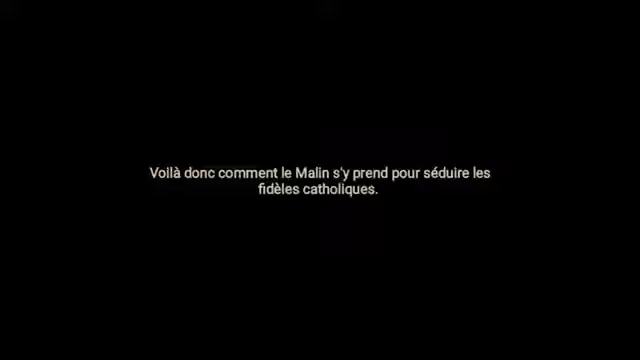 Voilà donc comment le Malin s'y prend pour séduire les
fidèles catholiques.